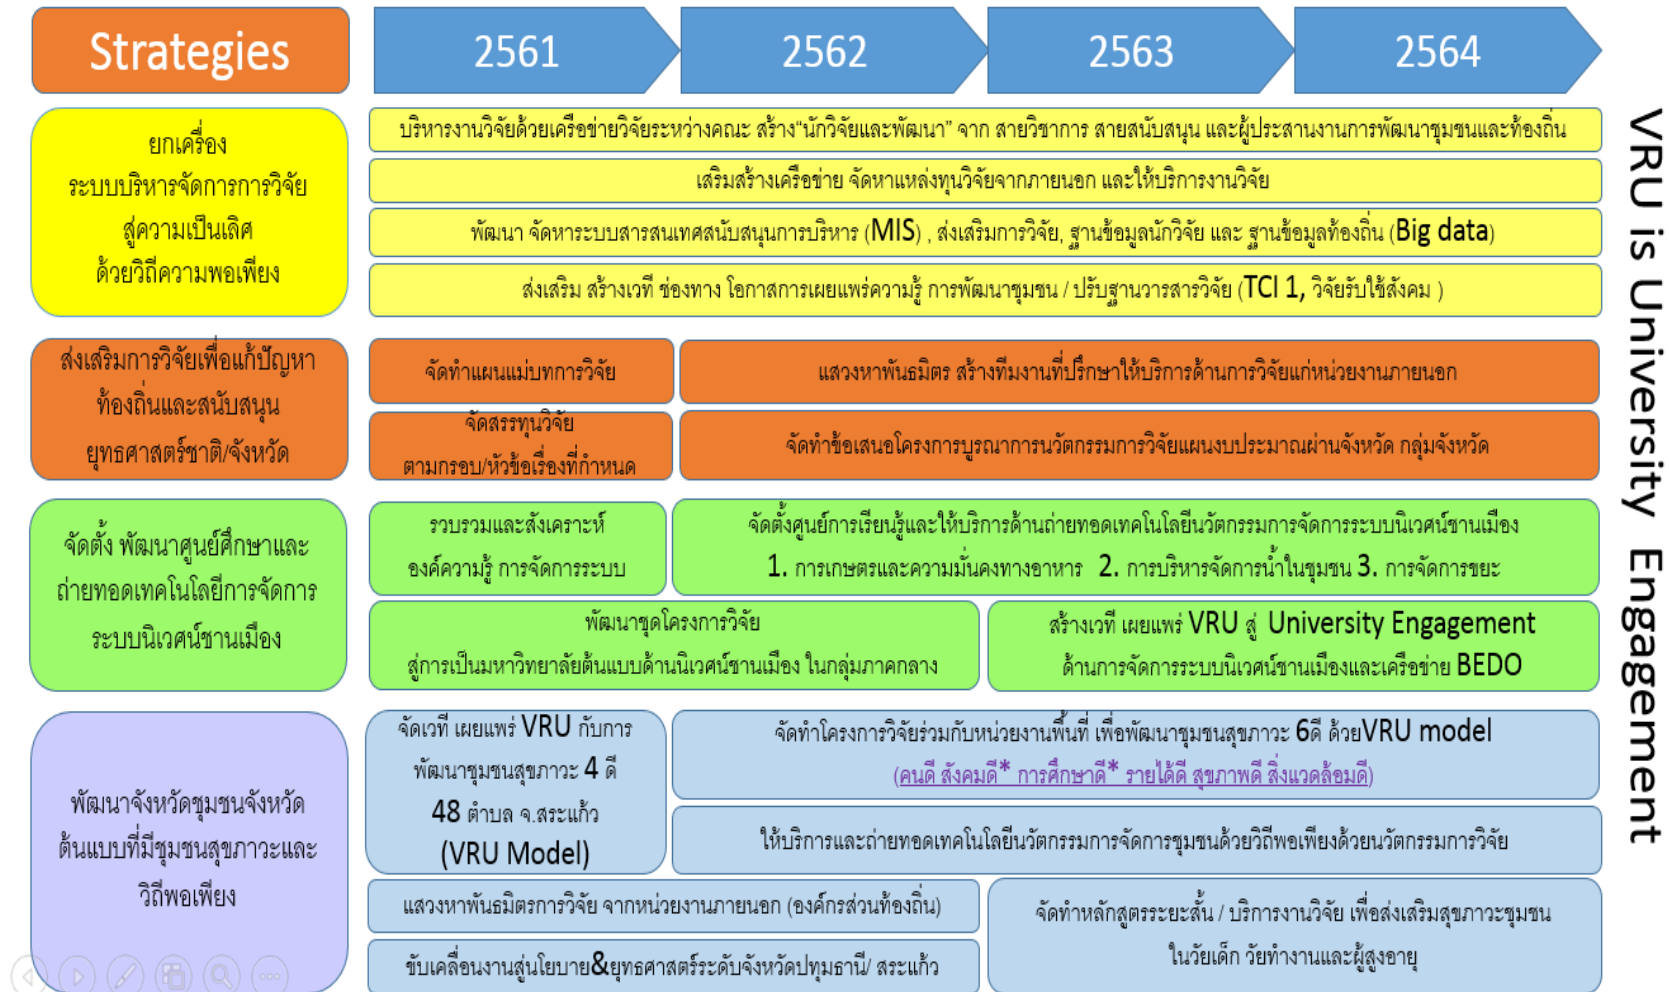 Strategies
2561
2562
2563
2564
ยกเครื่อง
ระบบบริหารจัดการการวิจัย
สู่ความเป็นเลิศ
ด้วยวิถีความพอเพียง
บริหารงานวิจัยด้วยเครือข่ายวิจัยระหว่างคณะ สร้าง“นักวิจัยและพัฒนา” จาก สายวิชาการ สายสนับสนุน และผู้ประสานงานการพัฒนาชุมชนและท้องถิ่น
เสริมสร้างเครือข่าย จัดหาแหล่งทุนวิจัยจากภายนอก และให้บริการงานวิจัย
พัฒนา จัดหาระบบสารสนเทศสนับสนุนการบริหาร (MIS) , ส่งเสริมการวิจัย, ฐานข้อมูลนักวิจัย และ ฐานข้อมูลท้องถิ่น (Big data)
ส่งเสริม สร้างเวที ช่องทาง โอกาสการเผยแพร่ความรู้ การพัฒนาชุมชน / ปรับฐานวารสารวิจัย (TCI 1, วิจัยรับใช้สังคม )
ส่งเสริมการวิจัยเพื่อแก้ปัญหา
ท้องถิ่นและสนับสนุน
ยุทธศาสตร์ชาติ/จังหวัด
จัดทำแผนแม่บทการวิจัย
แสวงหาพันธมิตร สร้างทีมงานที่ปรึกษาให้บริการด้านการวิจัยแก่หน่วยงานภายนอก
จัดสรรทุนวิจัย
ตามกรอบ/หัวข้อเรื่องที่กำหนด
จัดทำข้อเสนอโครงการบูรณาการนวัตกรรมการวิจัยแผนงบประมาณผ่านจังหวัด กลุ่มจังหวัด
จัดตั้ง พัฒนาศูนย์ศึกษาและ
ถ่ายทอดเทคโนโลยีการจัดการ
ระบบนิเวศน์ชานเมือง
รวบรวมและสังเคราะห์
องค์ความรู้ การจัดการระบบ
จัดตั้งศูนย์การเรียนรู้และให้บริการด้านถ่ายทอดเทคโนโลยีนวัตกรรมการจัดการระบบนิเวศน์ชานเมือง
1. การเกษตรและความมั่นคงทางอาหาร 2. การบริหารจัดการน้ำในชุมชน 3. การจัดการขยะ
พัฒนาชุดโครงการวิจัย
สู่การเป็นมหาวิทยาลัยต้นแบบด้านนิเวศน์ชานเมือง ในกลุ่มภาคกลาง
สร้างเวที เผยแพร่ VRU สู่ University Engagement
ด้านการจัดการระบบนิเวศน์ชานเมืองและเครือข่าย BEDO
พัฒนาจังหวัดชุมชนจังหวัด
ต้นแบบที่มีชุมชนสุขภาวะและ
วิถีพอเพียง
จัดเวที เผยแพร่ VRU กับการ
พัฒนาชุมชนสุขภาวะ 4 ดี
48 ตำบล จ.สระแก้ว
(VRU Model)
จัดทำโครงการวิจัยร่วมกับหน่วยงานพื้นที่ เพื่อพัฒนาชุมชนสุขภาวะ 6ดี ด้วยVRU model
(คนดี สังคมดี* การศึกษาดี* รายได้ดี สุขภาพดี สิ่งแวดล้อมดี)
ให้บริการและถ่ายทอดเทคโนโลยีนวัตกรรมการจัดการชุมชนด้วยวิถีพอเพียงด้วยนวัตกรรมการวิจัย
แสวงหาพันธมิตรการวิจัย จากหน่วยงานภายนอก (องค์กรส่วนท้องถิ่น)
ขับเคลื่อนงานสู่นโยบาย&ยุทธศาสตร์ระดับจังหวัดปทุมธานี/ สระแก้ว
จัดทำหลักสูตรระยะสั้น / บริการงานวิจัย เพื่อส่งเสริมสุขภาวะชุมชน
ในวัยเด็ก วัยทำงานและผู้สูงอายุ
VRU is University Engagement